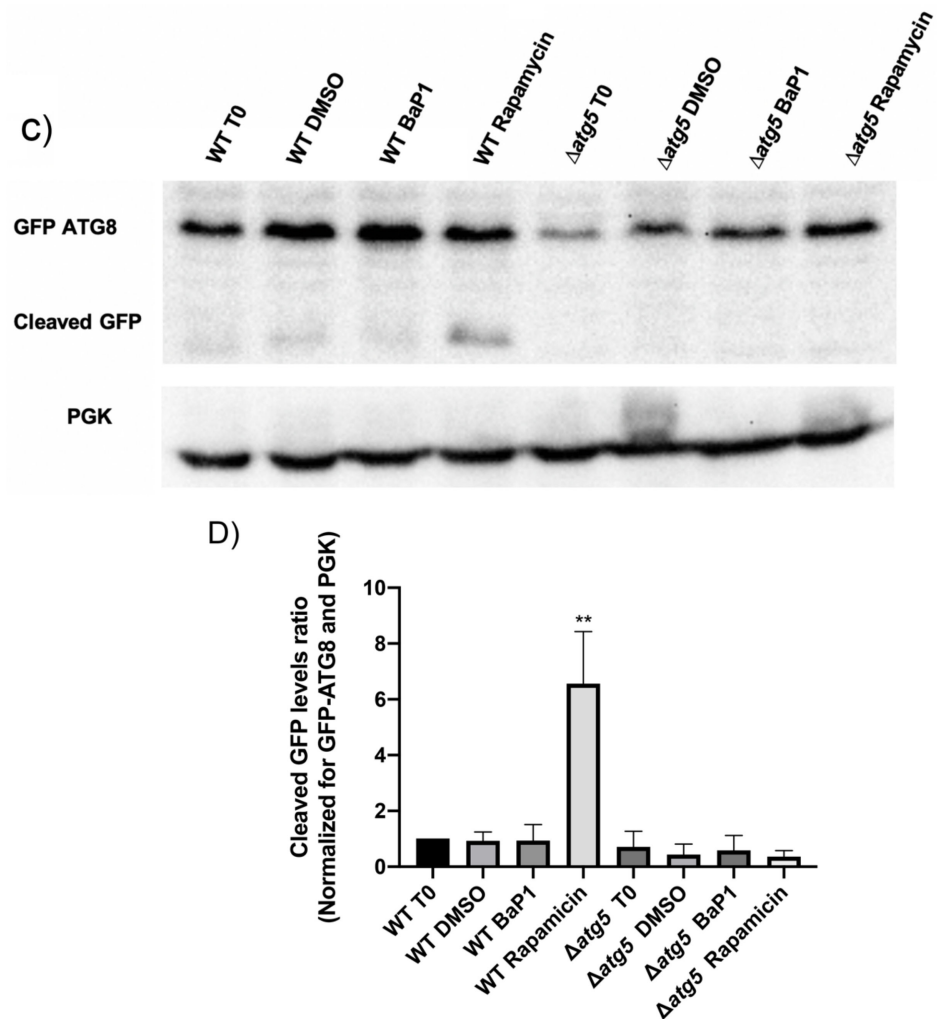 c)
WT T0
WT DMSO
WT BaP1
WT Rapamycin
Δatg5 T0
Δatg5 DMSO
Δatg5 BaP1
Δatg5 Rapamycin
GFP ATG8
Cleaved GFP
PGK
D)
Cleaved GFP levels ratio
(Normalized for GFP-ATG8 and PGK)
10
8
6
4
2
0
**
WT T0
WT DMSO
WT BaP1
WT Rapamicin
Δatg5 T0
Δatg5 DMSO
Δatg5 BaP1
Δatg5 Rapamicin